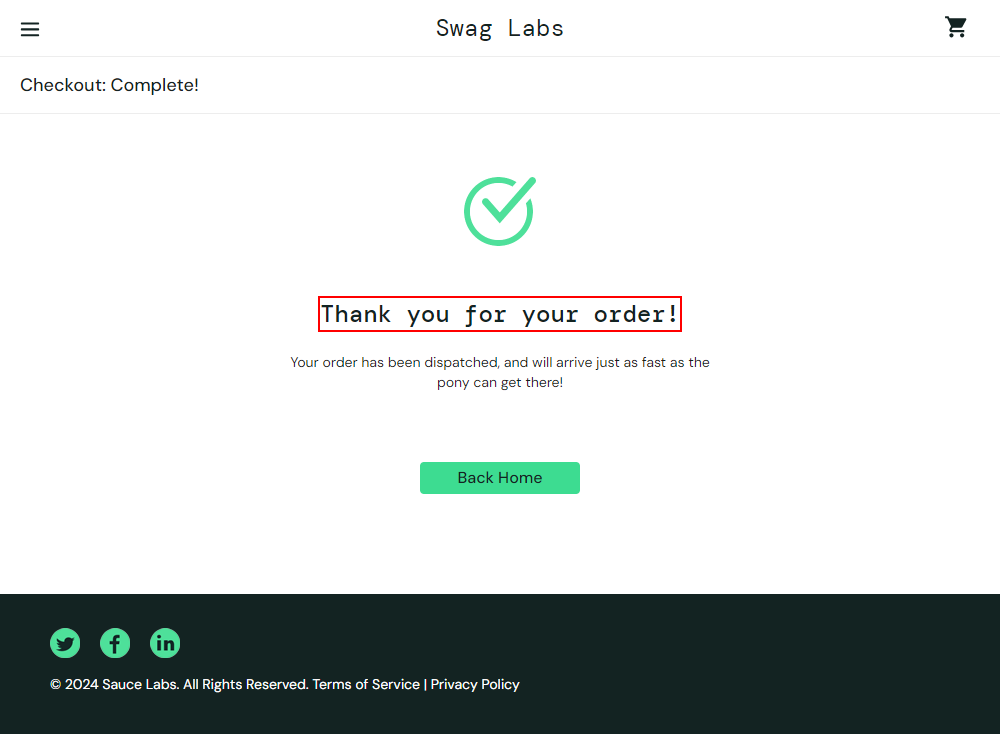 Swag Labs
Checkout: Complete!
Thank you for your order!
Your order has been dispatched, and will arrive just as fast as the
pony can get there!
Back Home
© 2024 Sauce Labs. All Rights Reserved. Terms of Service | Privacy Policy